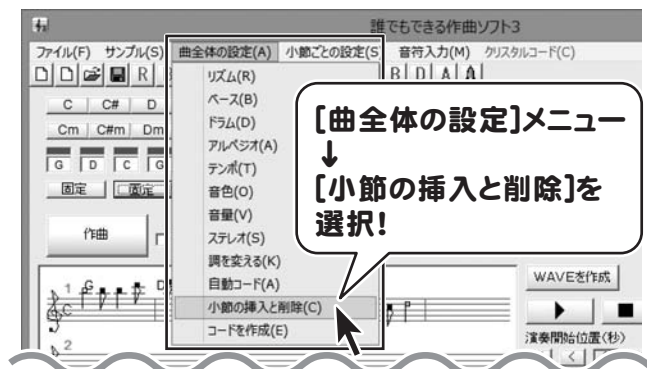 誰でもできる作曲ソフト3
ファイル(F) サンプル(S) 曲全体の設定(A) 小節ごとの設定(S 音符入力(M) クリスタルコード(C)
R B D A A
C C# D
Cm C#m Dm
G D C G
固定 固定
作曲
リズム(R)
ベース(B)
ドラム(D)
アルペジオ(A)
テンポ(T)
音色(O)
音量(V)
ステレオ(S)
調を変える(K)
自動コード(A)
小節の挿入と削除(C)
コードを作成(E)
[曲全体の設定]メニュー
↓
[小節の挿入と削除]を
選択!
WAVEを作成
演奏開始位置(秒)
<
1 G D
C
2